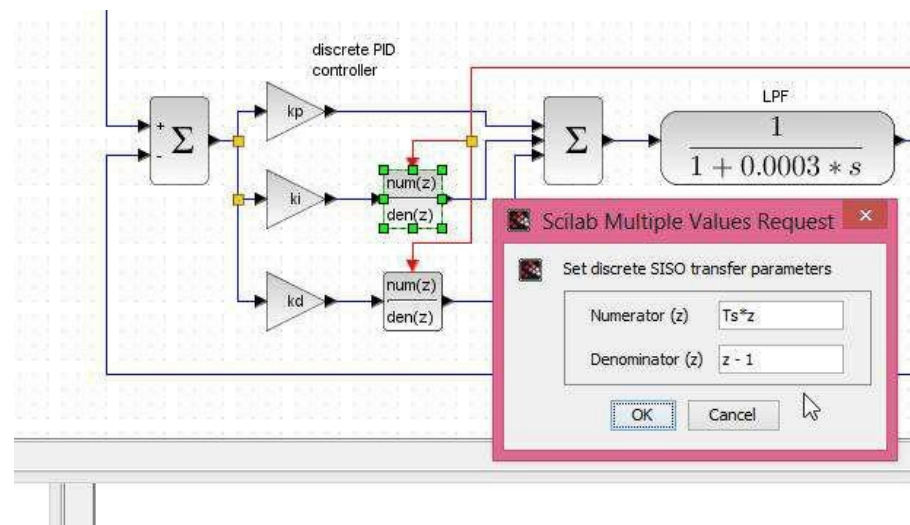 discrete PID
controller
kp
+
-
Σ
Σ
LPF
1
1 + 0.0003 * s
ki
num(z)
den(z)
kd
num(z)
den(z)
Scilab Multiple Values Request
x
Set discrete SISO transfer parameters
Numerator (z) Ts*z
Denominator (z) z - 1
OK Cancel